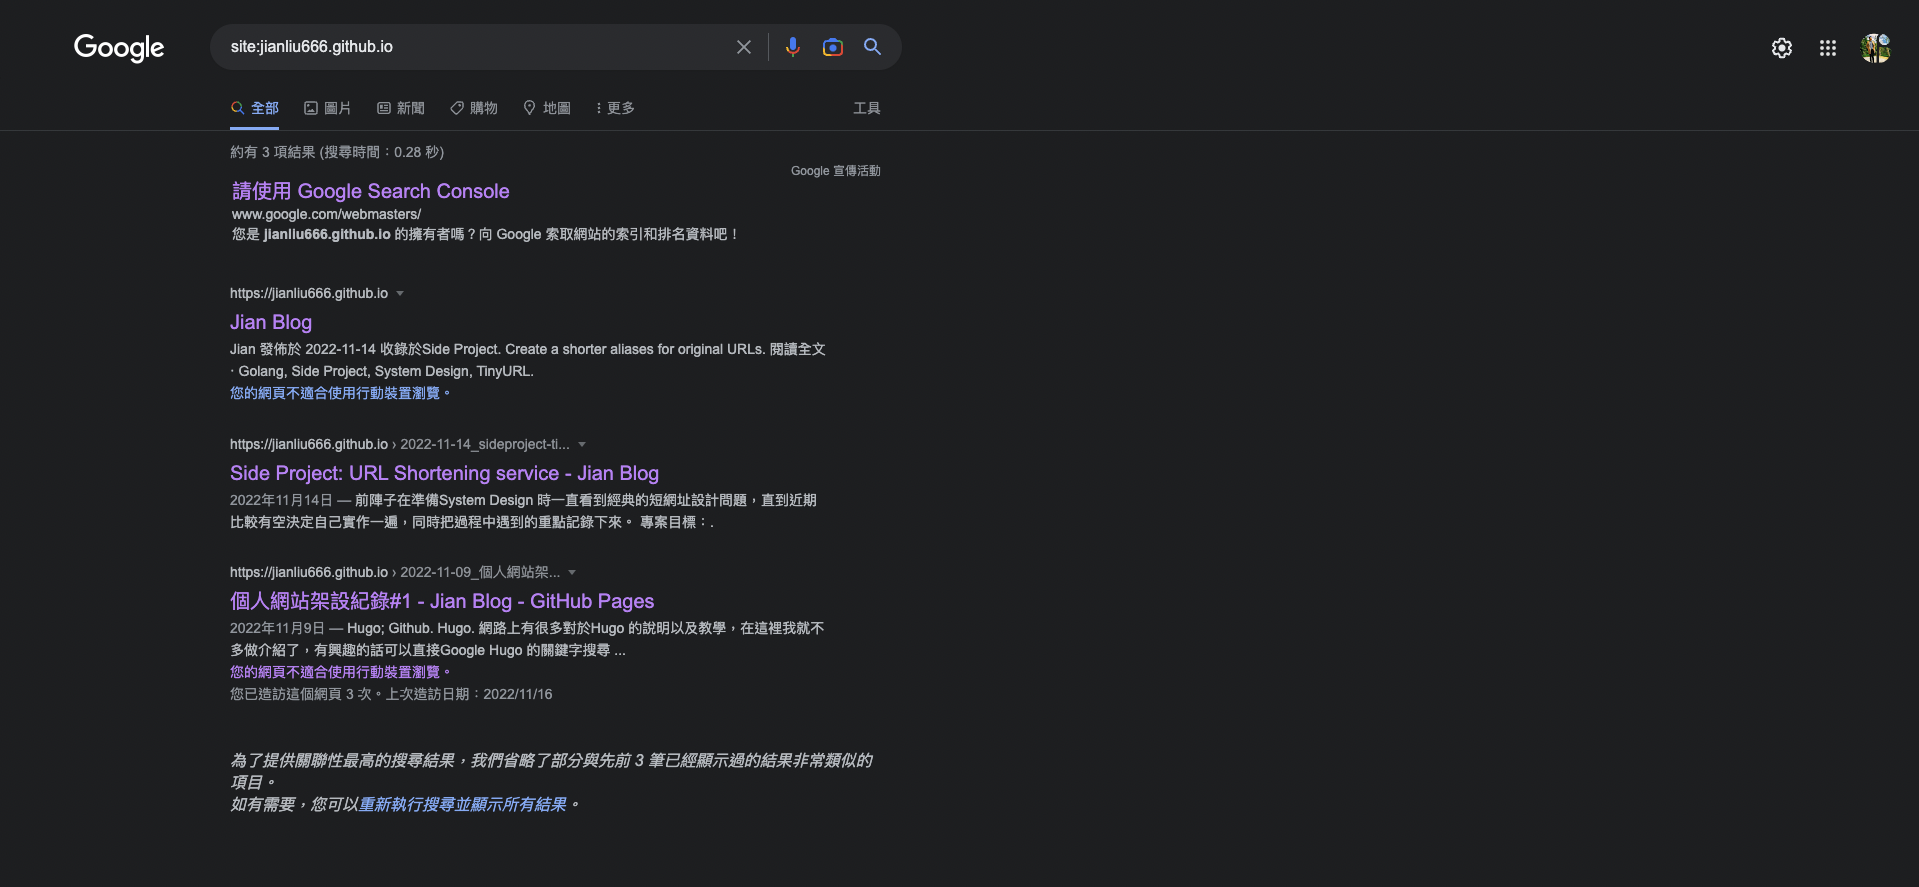 Google
site:jianliu666.github.io
全部 圖片 新聞 購物 地圖 更多 工具
約有 3 項結果 (搜尋時間：0.28 秒)
Google 宣傳活動
請使用 Google Search Console
www.google.com/webmasters/
您是 jianliu666.github.io 的擁有者嗎？向 Google 索取網站的索引和排名資料吧！
https://jianliu666.github.io
Jian Blog
Jian 發佈於 2022-11-14 收錄於Side Project. Create a shorter aliases for original URLs. 閱讀全文
· Golang, Side Project, System Design, TinyURL.
您的網頁不適合使用行動裝置瀏覽。
https://jianliu666.github.io › 2022-11-14_sideproject-ti...
Side Project: URL Shortening service - Jian Blog
2022年11月14日 — 前陣子在準備System Design 時一直看到經典的短網址設計問題，直到近期
比較有空決定自己實作一遍，同時把過程中遇到的重點記錄下來。 專案目標：.
https://jianliu666.github.io › 2022-11-09_個人網站架...
個人網站架設紀錄#1 - Jian Blog - GitHub Pages
2022年11月9日 — Hugo; Github. Hugo. 網路上有很多對於Hugo 的說明以及教學，在這裡我就不
多做介紹了，有興趣的話可以直接Google Hugo 的關鍵字搜尋 ...
您的網頁不適合使用行動裝置瀏覽。
您已造訪這個網頁 3 次。上次造訪日期：2022/11/16
為了提供關聯性最高的搜尋結果，我們省略了部分與先前 3 筆已經顯示過的結果非常類似的
項目。
如有需要，您可以重新執行搜尋並顯示所有結果。